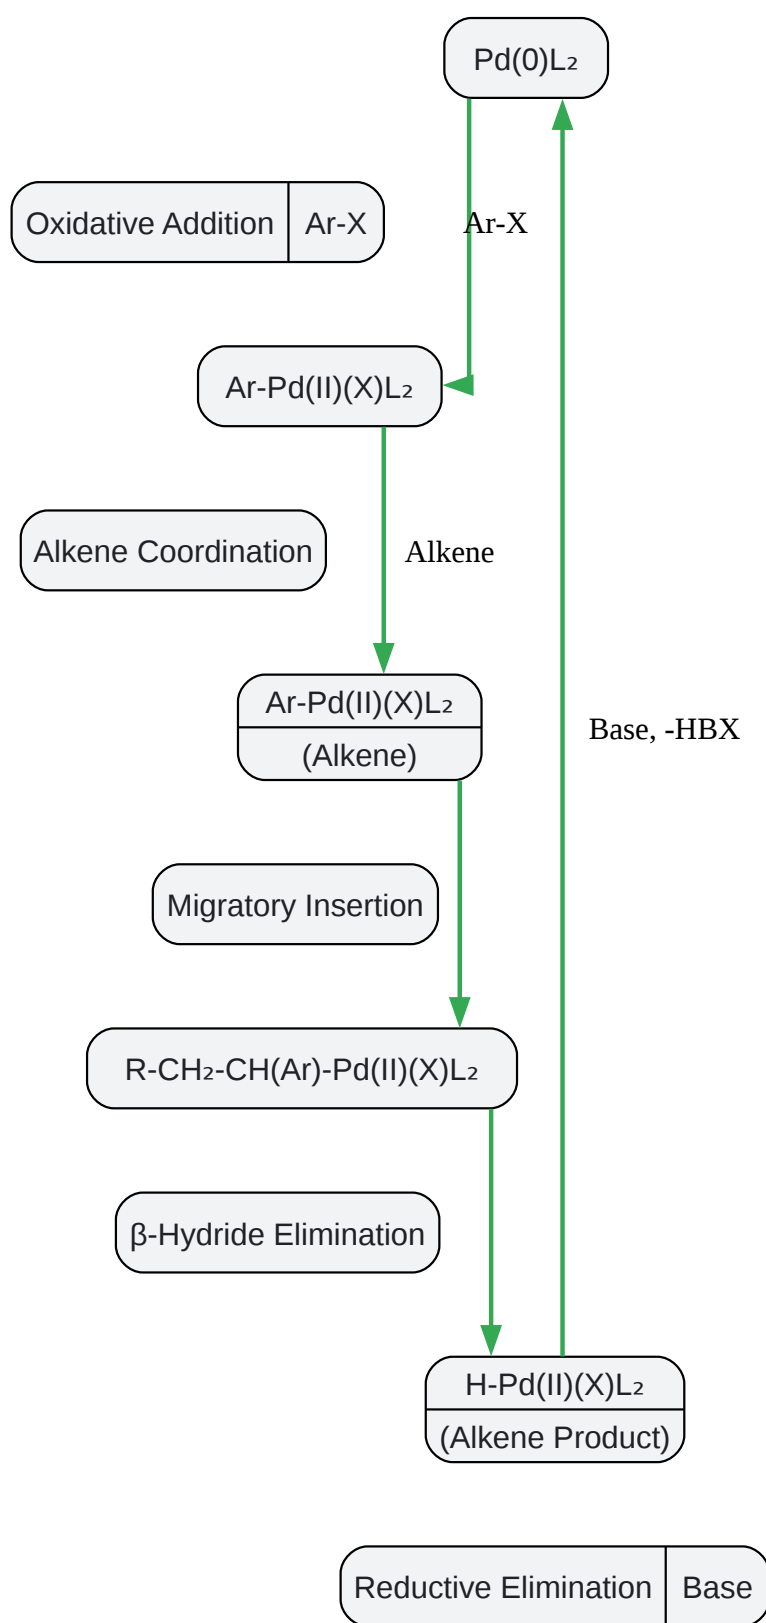 Pd(0)L₂
Oxidative Addition Ar-X
Ar-X
Ar-Pd(II)(X)L₂
Alkene Coordination
Alkene
Ar-Pd(II)(X)L₂
(Alkene)
Base, -HBX
Migratory Insertion
R-CH₂-CH(Ar)-Pd(II)(X)L₂
β-Hydride Elimination
H-Pd(II)(X)L₂
(Alkene Product)
Reductive Elimination Base